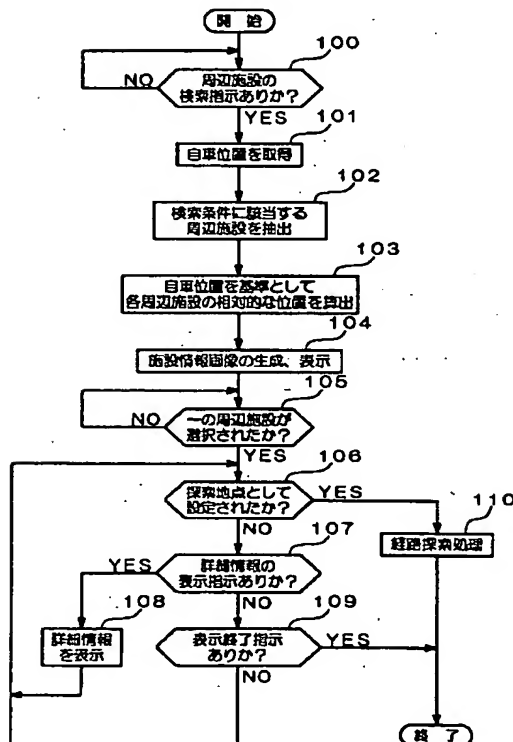 開始
100
周辺施設の
検索指示ありか?
NO
YES
101
自車位置を取得
102
検索条件に該当する
周辺施設を抽出
103
自車位置を基準として
各周辺施設の相対的な位置を算出
104
施設情報画像の生成、表示
105
一の周辺施設が
選択されたか?
NO
YES
106
探索地点として
設定されたか?
YES
NO
110
経路探索処理
107
詳細情報の
表示指示ありか?
YES
NO
108
詳細情報
を表示
109
表示終了指示
ありか?
YES
NO
終了